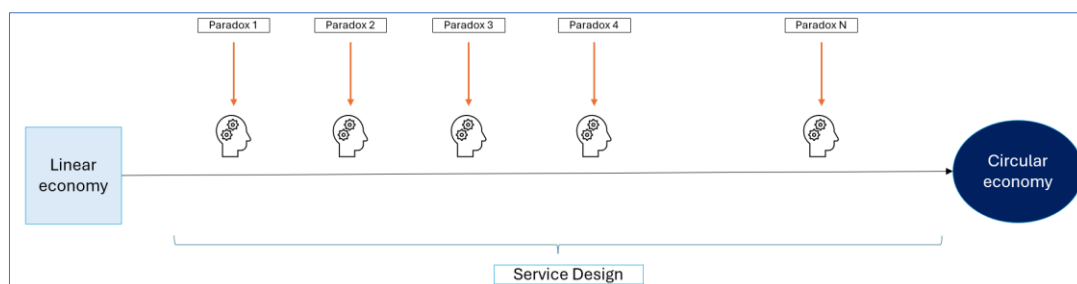 Paradox 1
Paradox 2
Paradox 3
Paradox 4
Paradox N
Linear
economy
Circular
economy
Service Design